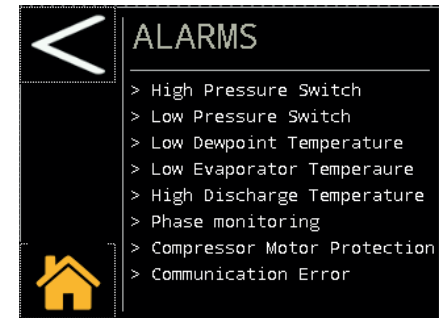 ALARMS
> High Pressure Switch
> Low Pressure Switch
> Low Dewpoint Temperature
> Low Evaporator Temperaure
> High Discharge Temperature
> Phase monitoring
> Compressor Motor Protection
> Communication Error